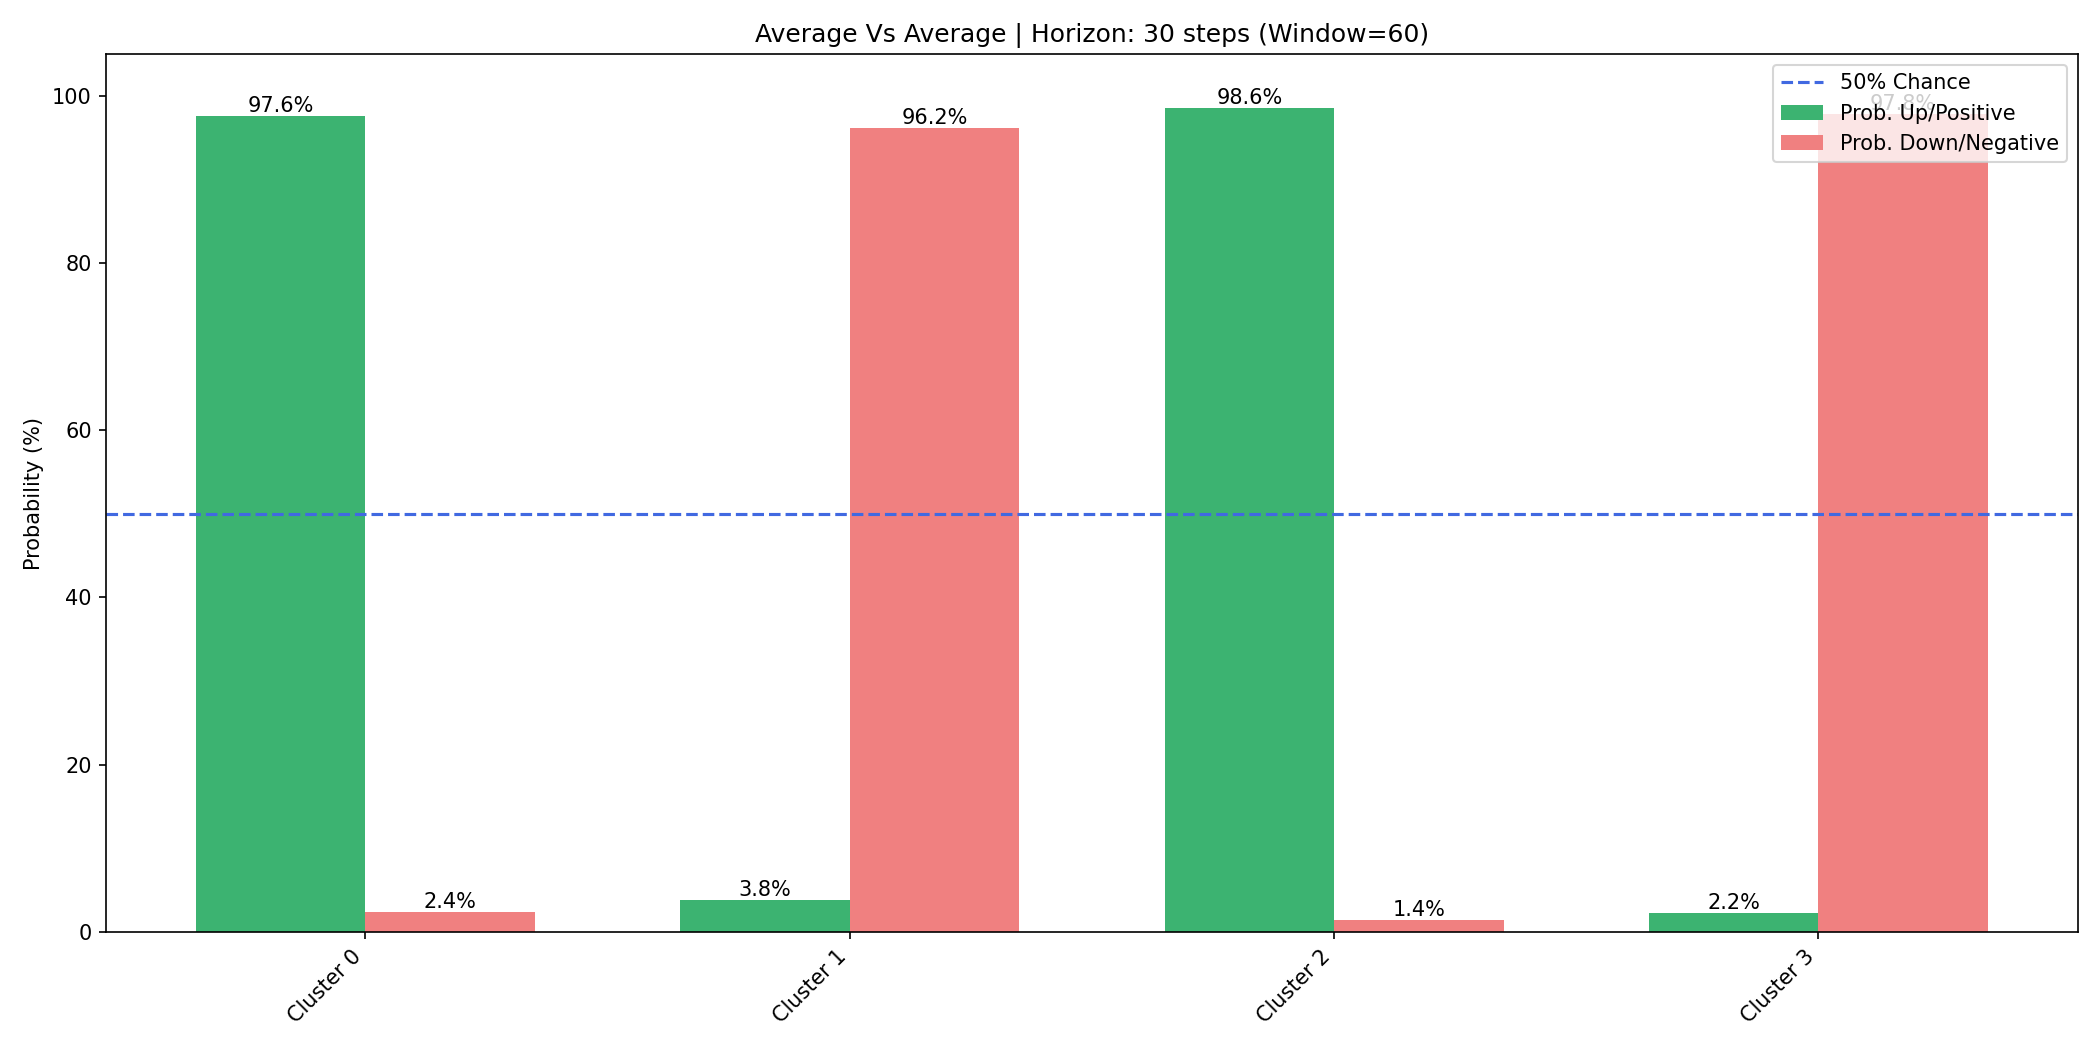 Average Vs Average | Horizon: 30 steps (Window=60)
Probability (%)
100
80
60
40
20
0
97.6%
2.4%
3.8%
96.2%
98.6%
1.4%
2.2%
97.8%
50% Chance
Prob. Up/Positive
Prob. Down/Negative
Cluster 0
Cluster 1
Cluster 2
Cluster 3